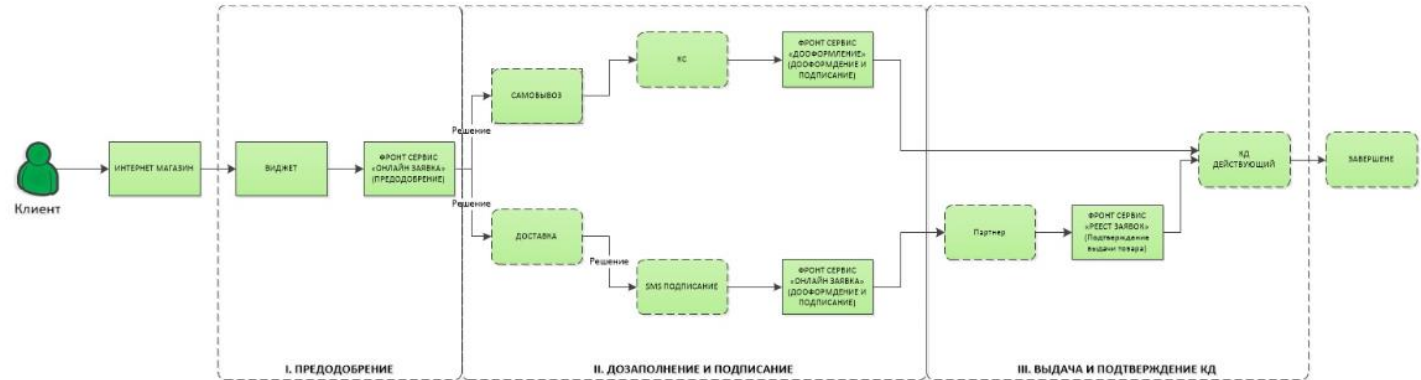 Клиент
ИНТЕРНЕТ МАГАЗИН
ВИДЖЕТ
ФРОНТ СЕРВИС
«ОНЛАЙН ЗАЯВКА»
(ПРЕДОДОБРЕНИЕ)
Решение
Решение
САМОВЫВОЗ
КС
ФРОНТ СЕРВИС
«ДООФОРМЛЕНИЕ»
(ДООФОРМДЕНИЕ И
ПОДПИСАНИЕ)
ДОСТАВКА
Решение
SMS ПОДПИСАНИЕ
ФРОНТ СЕРВИС
«ОНЛАЙН ЗАЯВКА»
(ДООФОРМДЕНИЕ И
ПОДПИСАНИЕ)
Партнер
ФРОНТ СЕРВИС
«РЕЕСТ ЗАЯВОК»
(Подтверждение
выдачи товара)
КД
ДЕЙСТВУЮЩИЙ
ЗАВЕРШЕНЕ
I. ПРЕДОДОБРЕНИЕ
II. ДОЗАПОЛНЕНИЕ И ПОДПИСАНИЕ
III. ВЫДАЧА И ПОДТВЕРЖДЕНИЕ КД